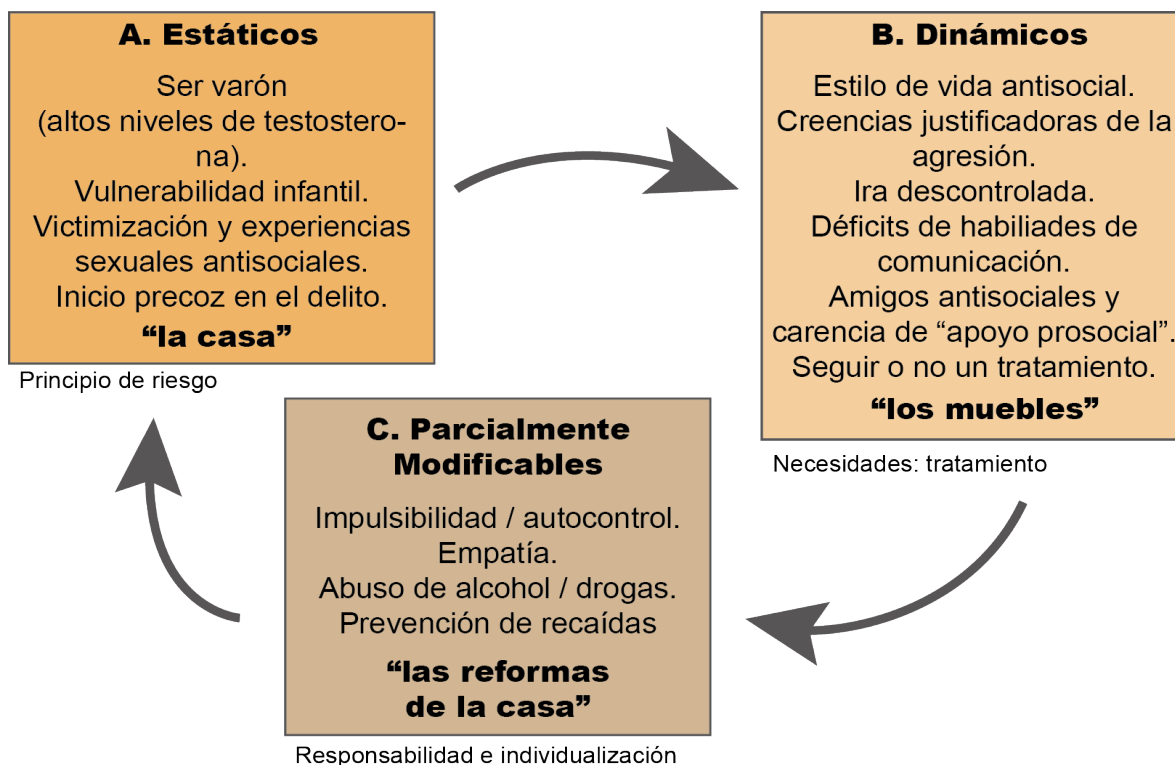 A. Estáticos
Ser varón
(altos niveles de testostero-
na).
Vulnerabilidad infantil.
Victimización y experiencias
sexuales antisociales.
Inicio precoz en el delito.
“la casa”
Principio de riesgo
B. Dinámicos
Estilo de vida antisocial.
Creencias justificadoras de la
agresión.
Ira descontrolada.
Déficits de habiliades de
comunicación.
Amigos antisociales y
carencia de “apoyo prosocial”.
Seguir o no un tratamiento.
“los muebles”
Necesidades: tratamiento
C. Parcialmente
Modificables
Impulsibilidad / autocontrol.
Empatía.
Abuso de alcohol / drogas.
Prevención de recaídas
“las reformas
de la casa”
Responsabilidad e individualización